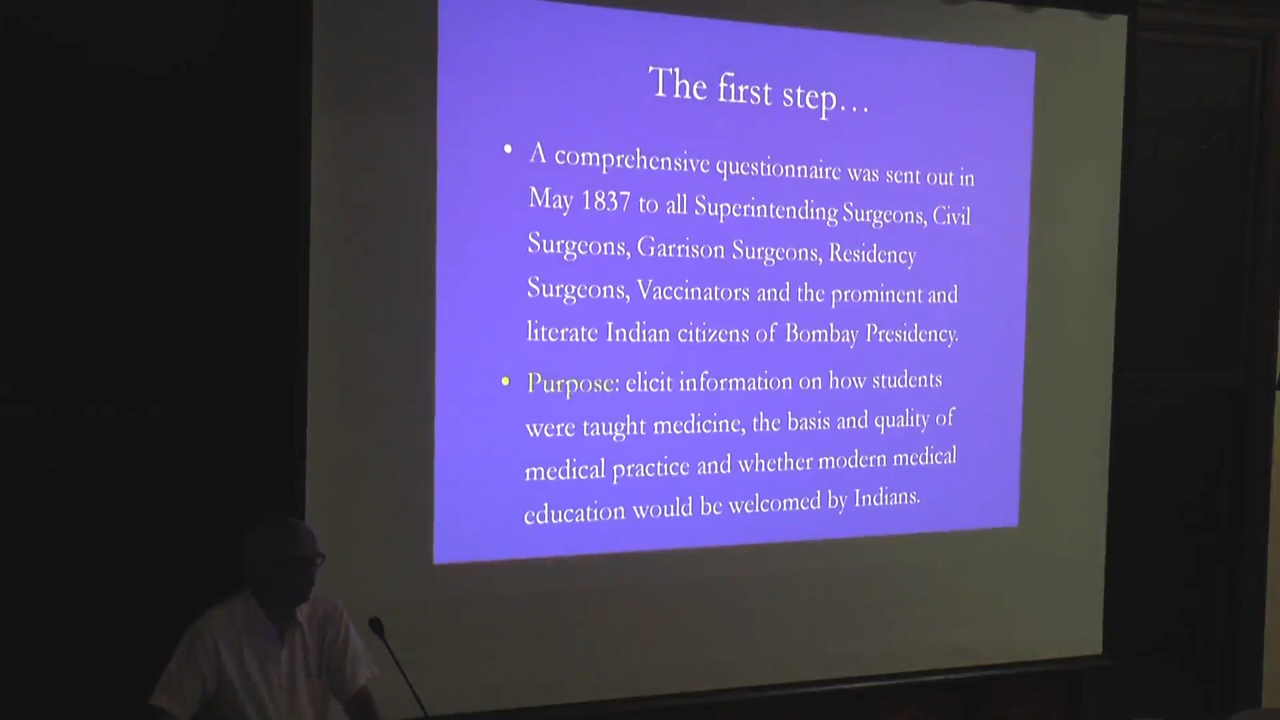 The first step...
• A comprehensive questionnaire was sent out in
May 1837 to all Superintending Surgeons, Civil
Surgeons, Garrison Surgeons, Residency
Surgeons, Vaccinators and the prominent and
literate Indian citizens of Bombay Presidency.
• Purpose: elicit information on how students
were taught medicine, the basis and quality of
medical practice and whether modern medical
education would be welcomed by Indians.